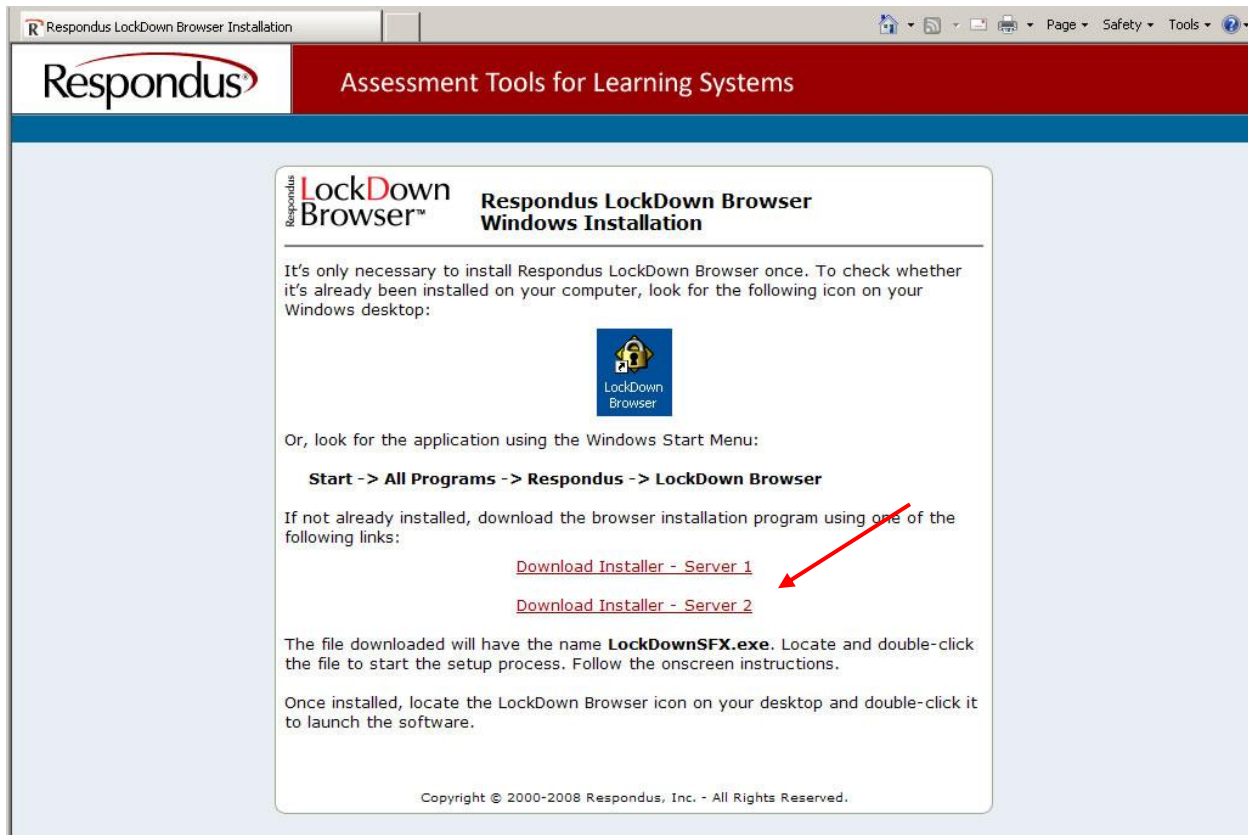 Respondus LockDown Browser Installation
Page Safety Tools
Respondus® Assessment Tools for Learning Systems
Respondus LockDown Browser™
Respondus LockDown Browser
Windows Installation
It's only necessary to install Respondus LockDown Browser once. To check whether
it's already been installed on your computer, look for the following icon on your
Windows desktop:
LockDown
Browser
Or, look for the application using the Windows Start Menu:
Start -> All Programs -> Respondus -> LockDown Browser
If not already installed, download the browser installation program using one of the
following links:
Download Installer - Server 1
Download Installer - Server 2
The file downloaded will have the name LockDownSFX.exe. Locate and double-click
the file to start the setup process. Follow the onscreen instructions.
Once installed, locate the LockDown Browser icon on your desktop and double-click it
to launch the software.
Copyright © 2000-2008 Respondus, Inc. - All Rights Reserved.